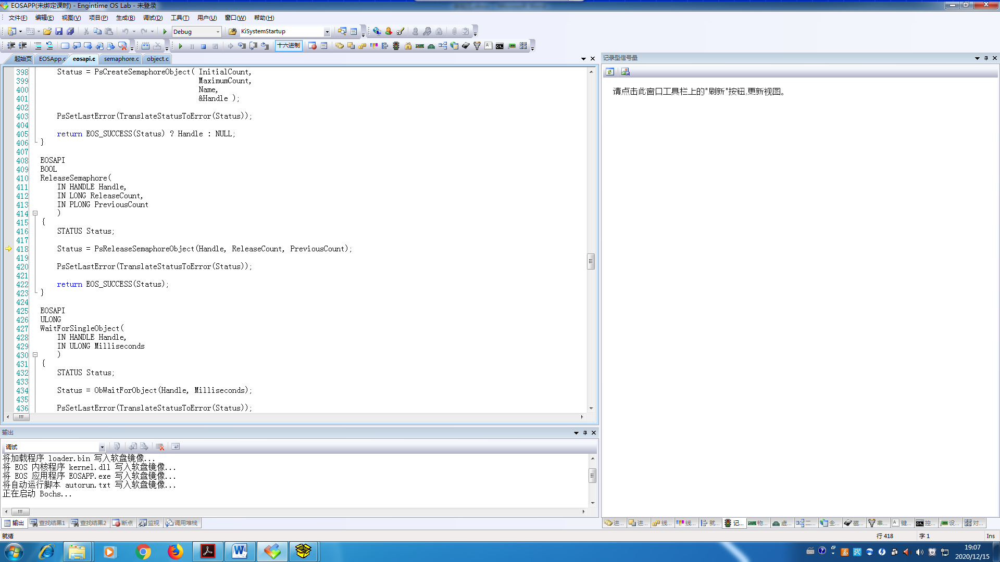 EOSAPP(未绑定课时) - Engintime OS Lab - 未登录
文件(F) 编辑(E) 视图(V) 项目(P) 生成(B) 调试(D) 工具(T) 用户(U) 窗口(W) 帮助(H)
Debug KiSystemStartup
十六进制
起始页 EOSApp.c eosapi.c semaphore.c object.c
398 Status = PsCreateSemaphoreObject( InitialCount,
399 MaximumCount,
400 Name,
401 &Handle );
402
403 PsSetLastError(TranslateStatusToError(Status));
404
405 return EOS_SUCCESS(Status) ? Handle : NULL;
406 }
407
408 EOSAPI
409 BOOL
410 ReleaseSemaphore(
411 IN HANDLE Handle,
412 IN LONG ReleaseCount,
413 IN PLONG PreviousCount
414 )
415 {
416 STATUS Status;
417
418 Status = PsReleaseSemaphoreObject(Handle, ReleaseCount, PreviousCount);
419
420 PsSetLastError(TranslateStatusToError(Status));
421
422 return EOS_SUCCESS(Status);
423 }
424
425 EOSAPI
426 ULONG
427 WaitForSingleObject(
428 IN HANDLE Handle,
429 IN ULONG Milliseconds
430 )
431 {
432 STATUS Status;
433
434 Status = ObWaitForObject(Handle, Milliseconds);
435
436 PsSetLastError(TranslateStatusToError(Status));
记录型信号量
请点击此窗口工具栏上的"刷新"按钮,更新视图。
输出
调试
将加载程序 loader.bin 写入软盘镜像...
将 EOS 内核程序 kernel.dll 写入软盘镜像...
将 EOS 应用程序 EOSAPP.exe 写入软盘镜像...
将自动运行脚本 autorun.txt 写入软盘镜像...
正在启动 Bochs...
输出 查找结果1 查找结果2 断点 监视 调用堆栈
进... 进... 线... 线... 就... 记... 物... 虚... 二... 全... 磁... 串... 键... 控... 设... 对...
就绪 行 418 字 1 Ins
19:07
2020/12/15